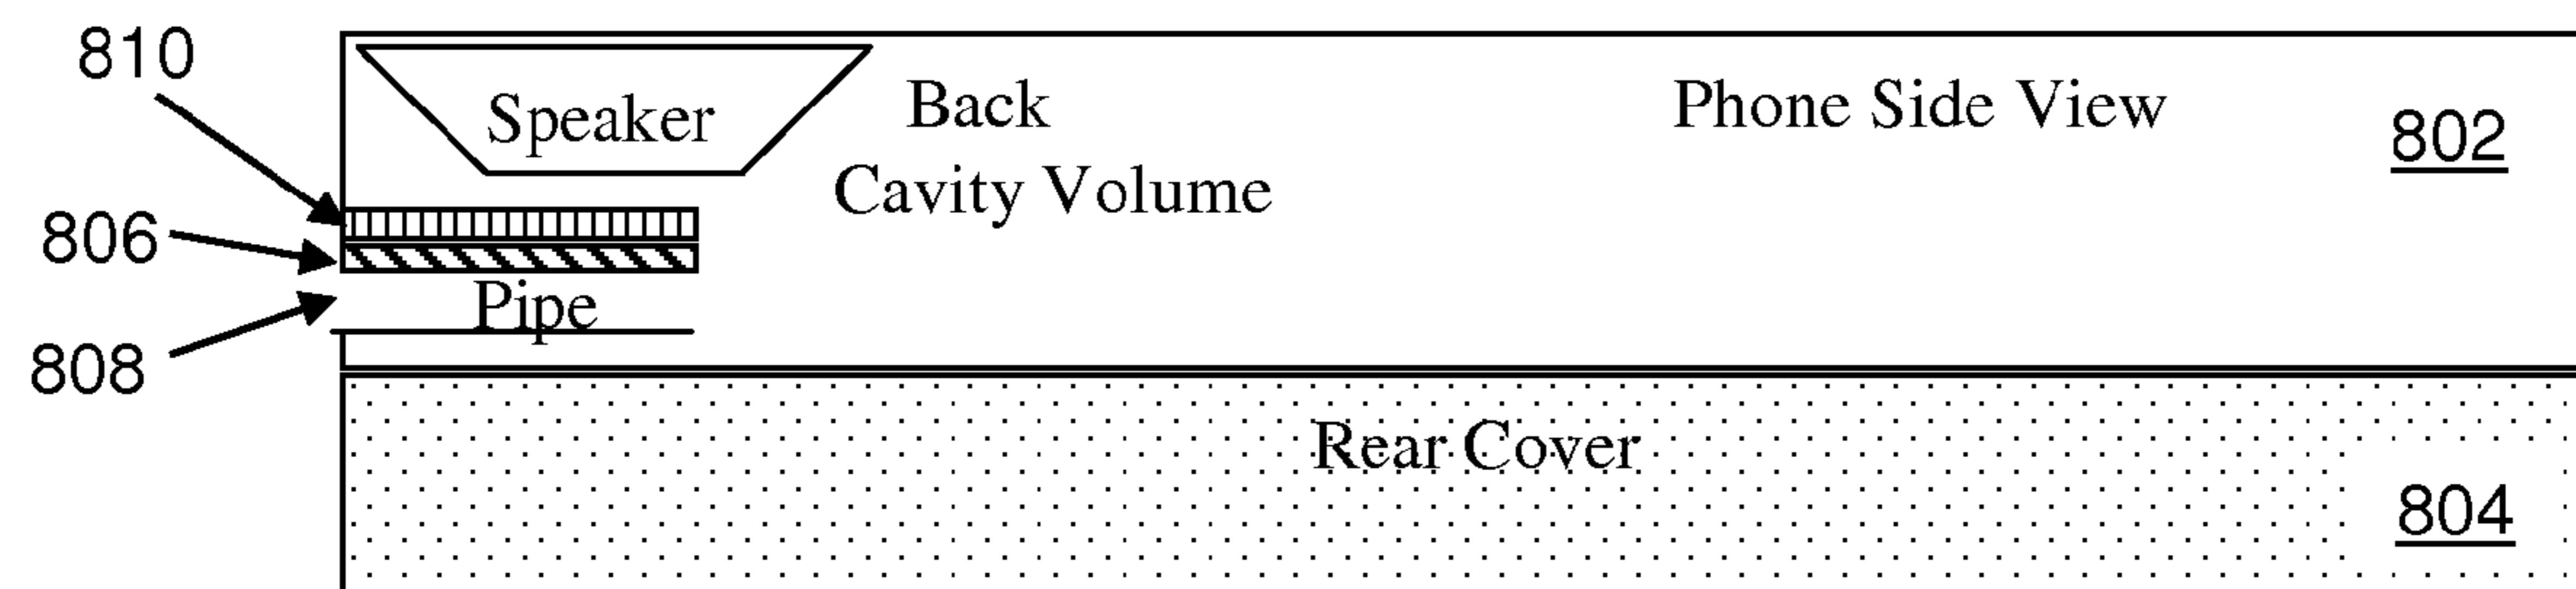 810
Speaker
Back
Cavity Volume
Phone Side View
802
806
Pipe
808
Rear Cover
804